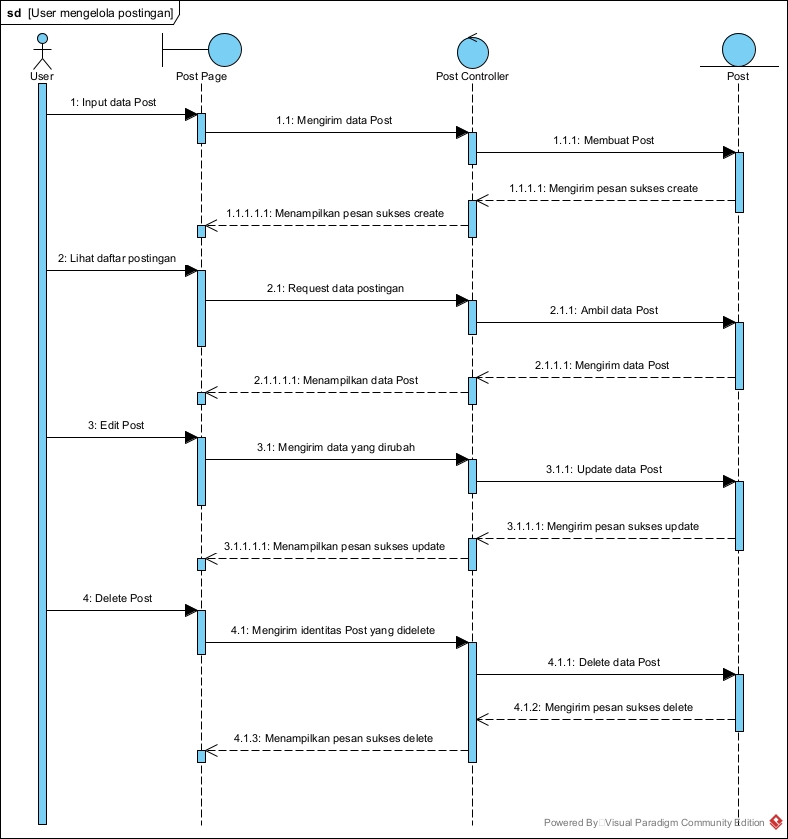 sd [User mengelola postingan]
User
Post Page
Post Controller
Post
1: Input data Post
1.1: Mengirim data Post
1.1.1: Membuat Post
1.1.1.1: Mengirim pesan sukses create
1.1.1.1.1: Menampilkan pesan sukses create
2: Lihat daftar postingan
2.1: Request data postingan
2.1.1: Ambil data Post
2.1.1.1: Mengirim data Post
2.1.1.1.1: Menampilkan data Post
3: Edit Post
3.1: Mengirim data yang dirubah
3.1.1: Update data Post
3.1.1.1: Mengirim pesan sukses update
3.1.1.1.1: Menampilkan pesan sukses update
4: Delete Post
4.1: Mengirim identitas Post yang didelete
4.1.1: Delete data Post
4.1.2: Mengirim pesan sukses delete
4.1.3: Menampilkan pesan sukses delete
Powered By Visual Paradigm Community Edition